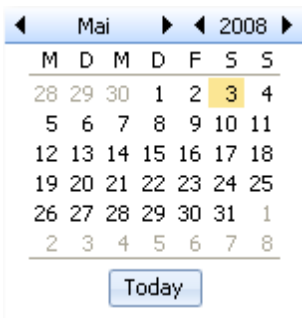 Mai 2008
M D M D F S S
28 29 30 1 2 3 4
5 6 7 8 9 10 11
12 13 14 15 16 17 18
19 20 21 22 23 24 25
26 27 28 29 30 31 1
2 3 4 5 6 7 8
Today